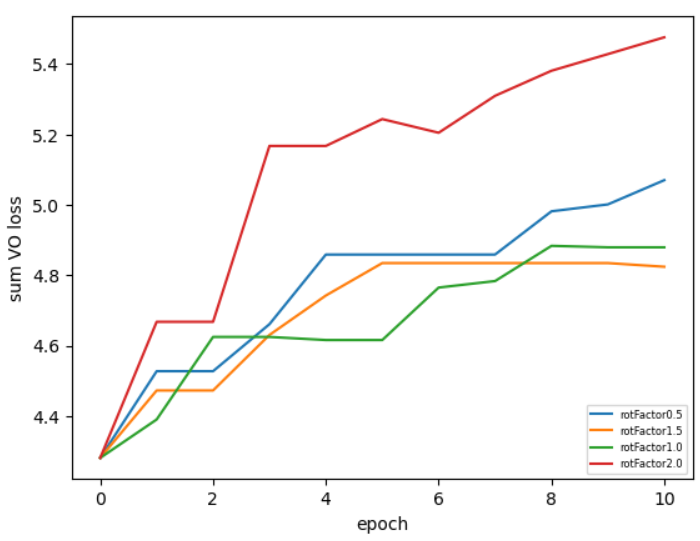 5.4
5.2
5.0
4.8
4.6
4.4
sum VO loss
0 2 4 6 8 10
epoch
rotFactor0.5
rotFactor1.5
rotFactor1.0
rotFactor2.0